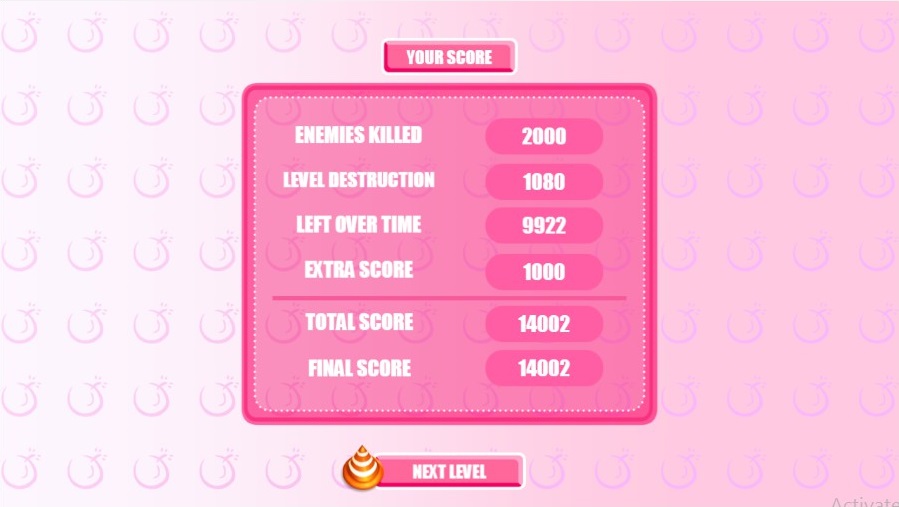 YOUR SCORE
ENEMIES KILLED 2000
LEVEL DESTRUCTION 1080
LEFT OVER TIME 9922
EXTRA SCORE 1000
TOTAL SCORE 14002
FINAL SCORE 14002
NEXT LEVEL
Activate